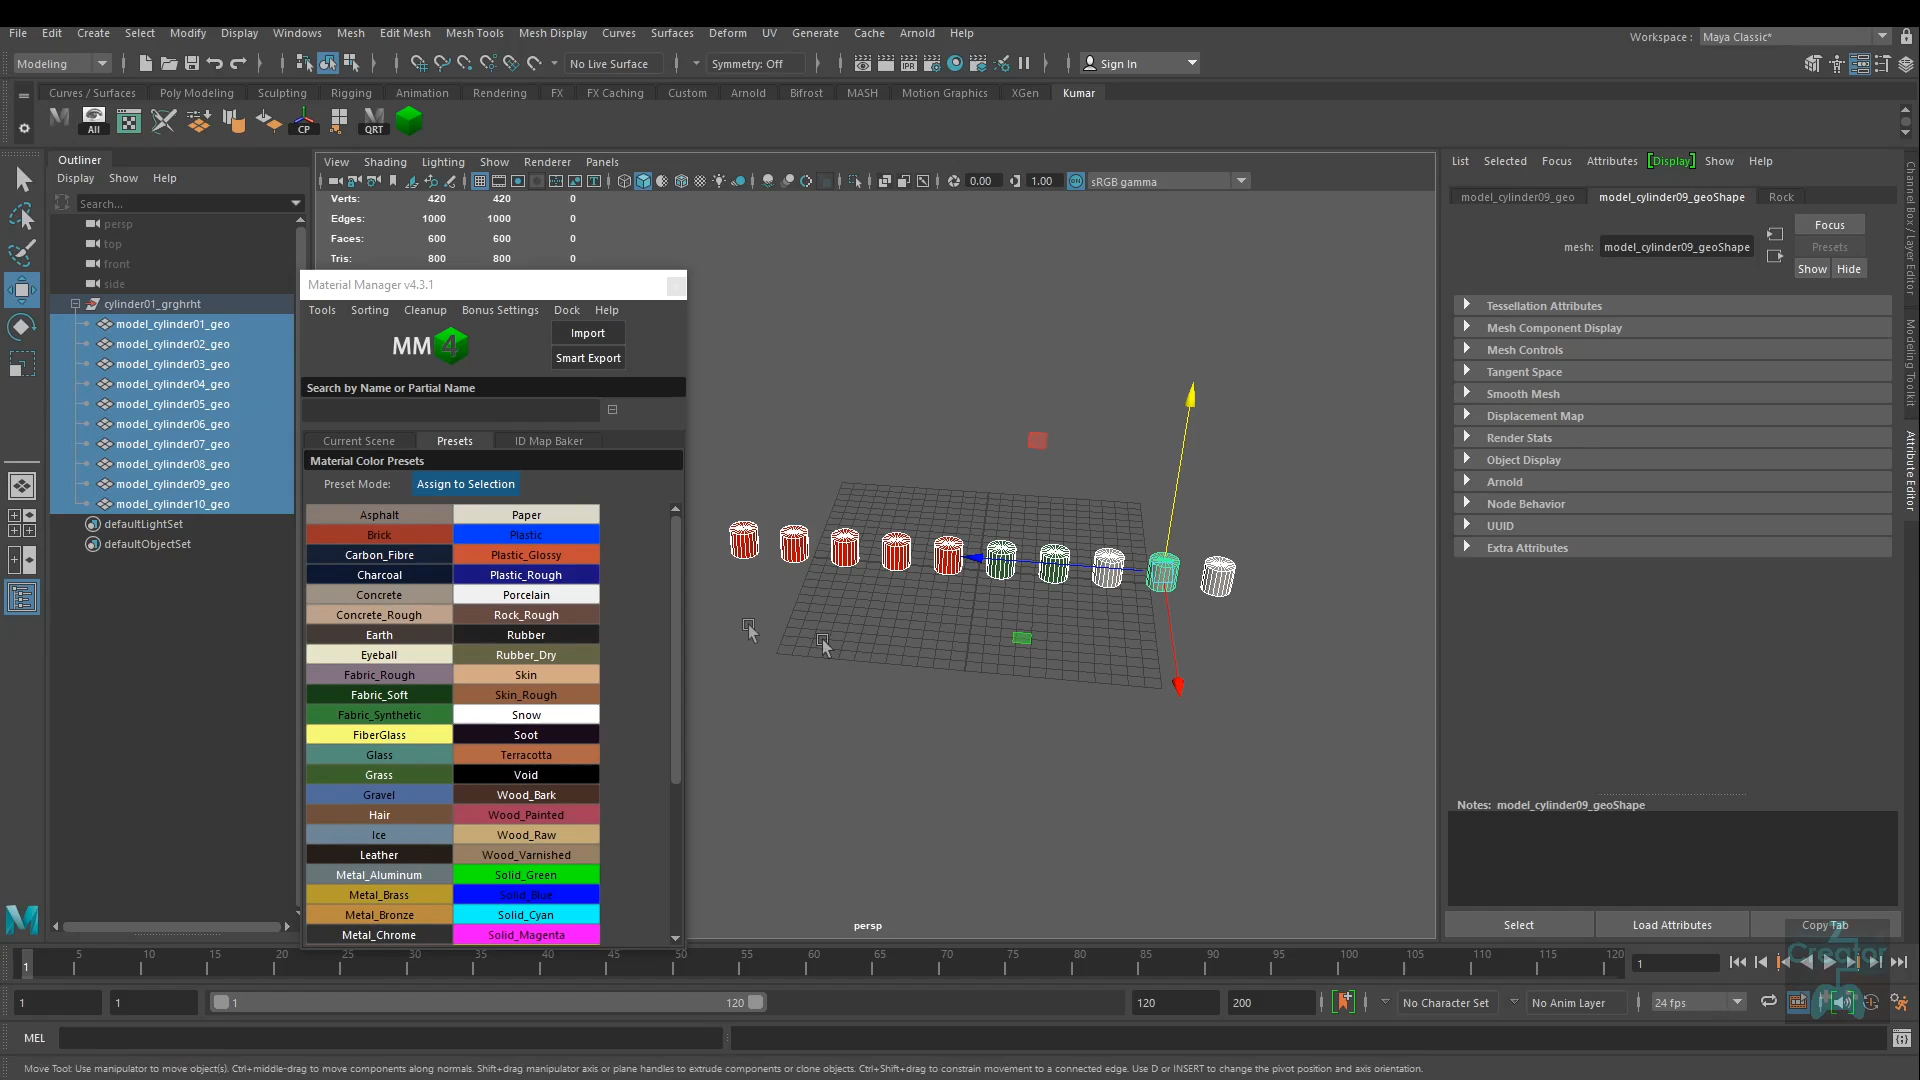 File Edit Create Select Modify Display Windows Mesh Edit Mesh Mesh Tools Mesh Display Curves Surfaces Deform UV Generate Cache Arnold Help
Workspace : Maya Classic*
Modeling No Live Surface Symmetry: Off Sign In
Curves / Surfaces Poly Modeling Sculpting Rigging Animation Rendering FX FX Caching Custom Arnold Bifrost MASH Motion Graphics XGen Kumar
All CP QRT
Outliner
Display Show Help
Search...
persp
top
front
side
cylinder01_grghrht
model_cylinder01_geo
model_cylinder02_geo
model_cylinder03_geo
model_cylinder04_geo
model_cylinder05_geo
model_cylinder06_geo
model_cylinder07_geo
model_cylinder08_geo
model_cylinder09_geo
model_cylinder10_geo
defaultLightSet
defaultObjectSet
View Shading Lighting Show Renderer Panels
0.00 1.00 ON sRGB gamma
Verts: 420 420 0
Edges: 1000 1000 0
Faces: 600 600 0
Tris: 800 800 0
Material Manager v4.3.1
Tools Sorting Cleanup Bonus Settings Dock Help
MM 4
Import
Smart Export
Search by Name or Partial Name
Current Scene Presets ID Map Baker
Material Color Presets
Preset Mode: Assign to Selection
Asphalt Paper
Brick Plastic
Carbon_Fibre Plastic_Glossy
Charcoal Plastic_Rough
Concrete Porcelain
Concrete_Rough Rock_Rough
Earth Rubber
Eyeball Rubber_Dry
Fabric_Rough Skin
Fabric_Soft Skin_Rough
Fabric_Synthetic Snow
FiberGlass Soot
Glass Terracotta
Grass Void
Gravel Wood_Bark
Hair Wood_Painted
Ice Wood_Raw
Leather Wood_Varnished
Metal_Aluminum Solid_Green
Metal_Brass Solid_Blue
Metal_Bronze Solid_Cyan
Metal_Chrome Solid_Magenta
persp
List Selected Focus Attributes [Display] Show Help
model_cylinder09_geo model_cylinder09_geoShape Rock
mesh: model_cylinder09_geoShape
Focus
Presets
Show Hide
Tessellation Attributes
Mesh Component Display
Mesh Controls
Tangent Space
Smooth Mesh
Displacement Map
Render Stats
Object Display
Arnold
Node Behavior
UUID
Extra Attributes
Notes: model_cylinder09_geoShape
Select Load Attributes Copy Tab
Channel Box / Layer Editor
Modeling Toolkit
Attribute Editor
Creator
1 5 10 15 20 25 30 35 40 45 50 55 60 65 70 75 80 85 90 95 100 105 110 115 120 1
1 1 1 120 120 200 No Character Set No Anim Layer 24 fps
MEL
Move Tool: Use manipulator to move object(s). Ctrl+middle-drag to move components along normals. Shift+drag manipulator axis or plane handles to extrude components or clone objects. Ctrl+Shift+drag to constrain movement to a connected edge. Use D or INSERT to change the pivot position and axis orientation.